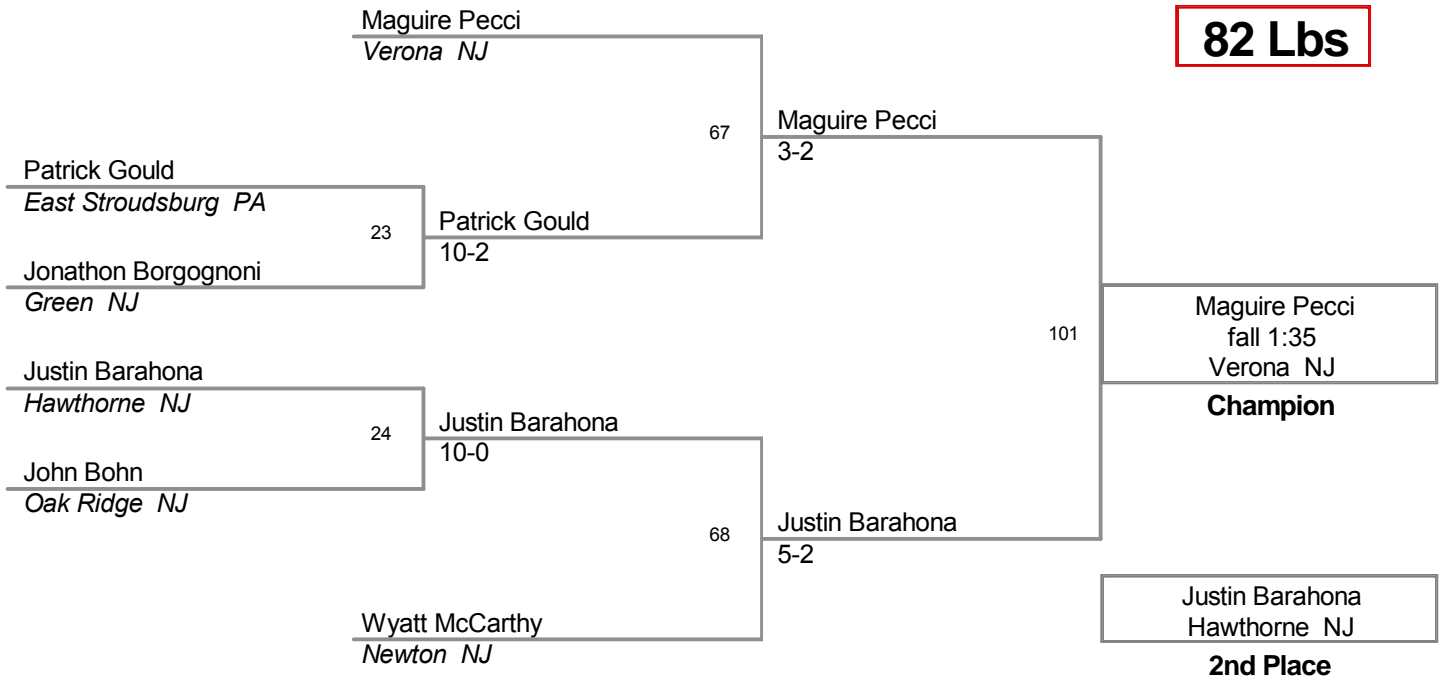 Maguire Pecci
Verona NJ
82 Lbs
67
Maguire Pecci
3-2
Patrick Gould
East Stroudsburg PA
23
Patrick Gould
10-2
Jonathon Borgognoni
Green NJ
101
Maguire Pecci
fall 1:35
Verona NJ
Champion
Justin Barahona
Hawthorne NJ
24
Justin Barahona
10-0
John Bohn
Oak Ridge NJ
68
Justin Barahona
5-2
Wyatt McCarthy
Newton NJ
Justin Barahona
Hawthorne NJ
2nd Place